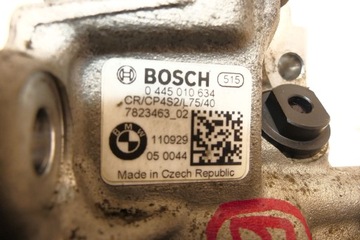 BOSCH 515
0 445 010 634
CR/CP4S2/L75/40
7823463_02
BMW
110929
05 0044
Made in Czech Republic